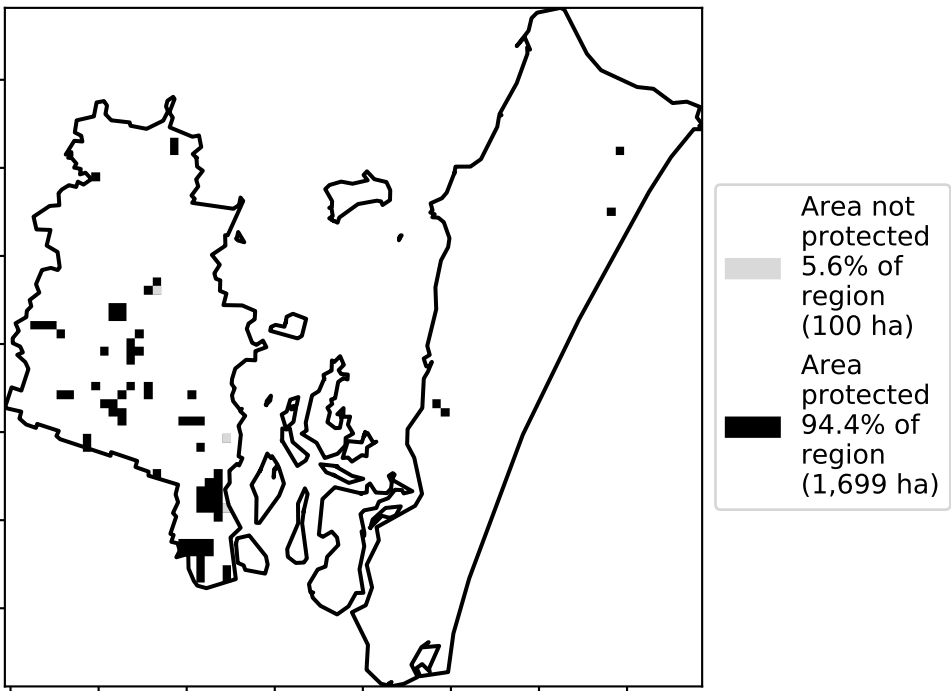 Area not
protected
5.6% of
region
(100 ha)
Area
protected
94.4% of
region
(1,699 ha)